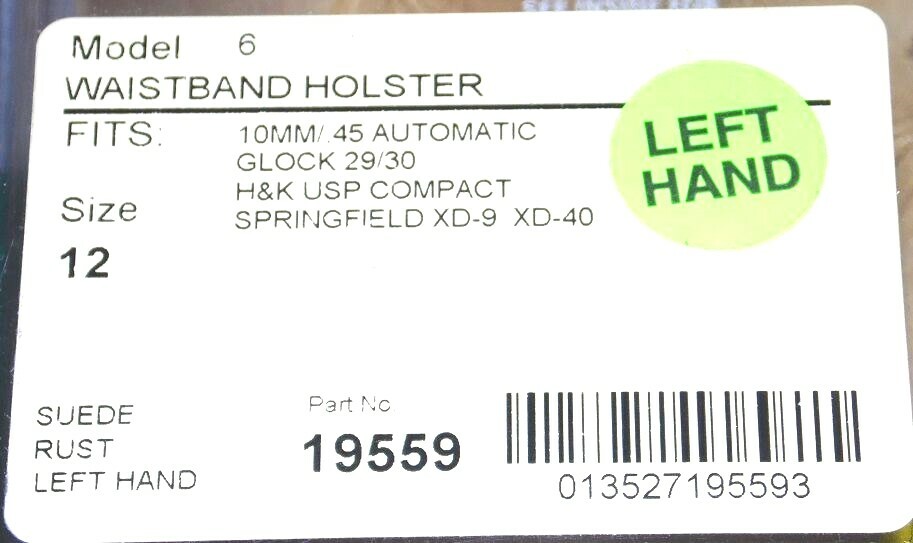 Model 6
WAISTBAND HOLSTER
FITS: 10MM/.45 AUTOMATIC
GLOCK 29/30
H&K USP COMPACT
SPRINGFIELD XD-9 XD-40
Size
12
LEFT
HAND
SUEDE
RUST
LEFT HAND
Part No
19559
013527195593